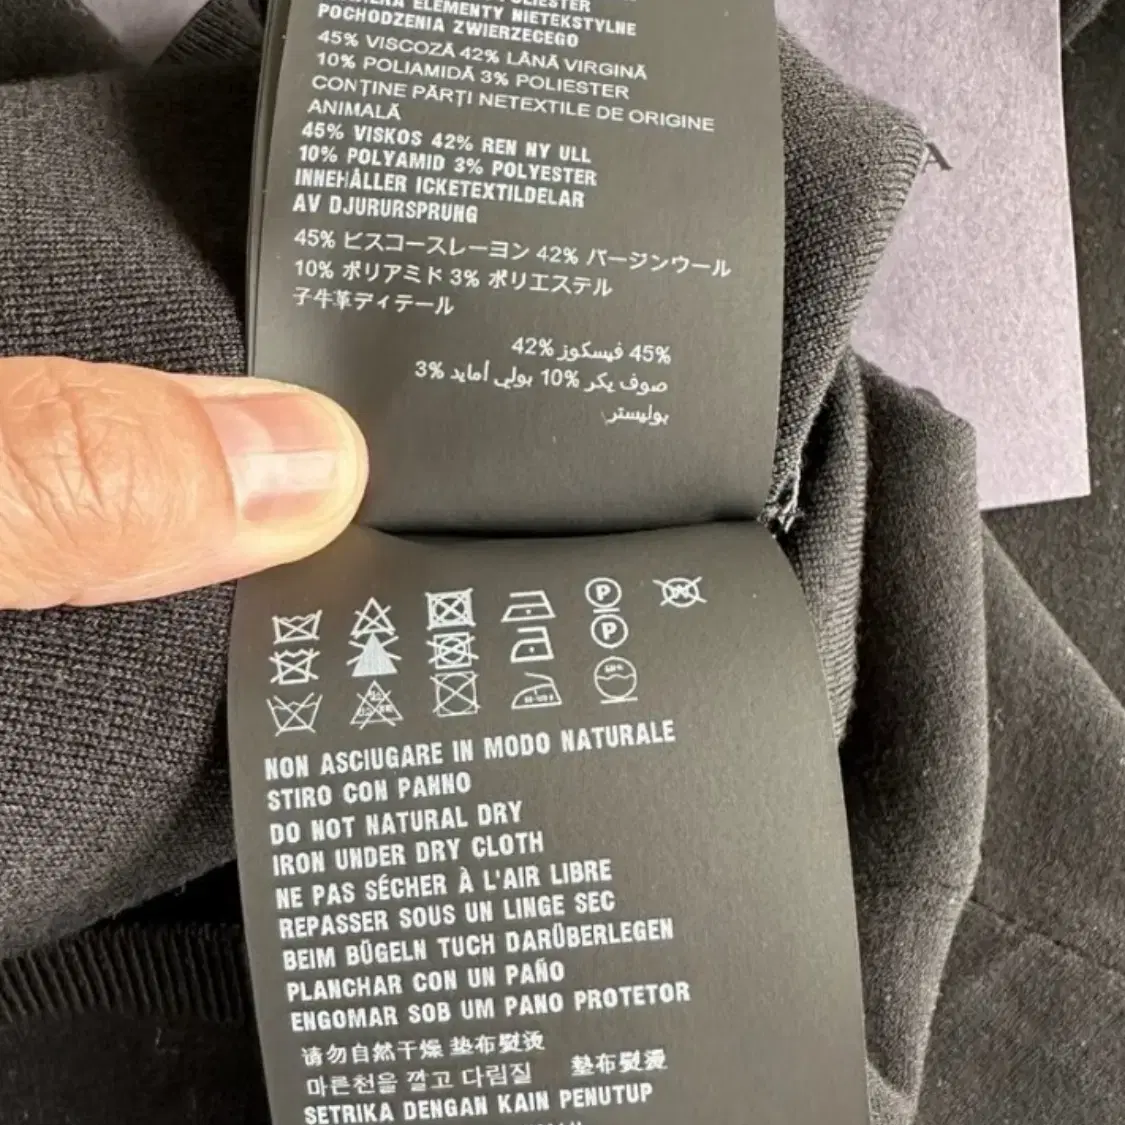 POLIESTER
ELEMENTY NIETEKSTYLNE
POCHODZENIA ZWIERZECEGO
45% VISCOZĂ 42% LÂNĂ VIRGINĂ
10% POLIAMIDĂ 3% POLIESTER
CONȚINE PĂRȚI NETEXTILE DE ORIGINE
ANIMALĂ
45% VISKOS 42% REN NY ULL
10% POLYAMID 3% POLYESTER
INNEHÅLLER ICKETEXTILDELAR
AV DJURURSPRUNG
45% ビスコースレーヨン 42% バージンウール
10% ポリアミド 3% ポリエステル
子牛革ディテール
45% فيسكوز 42%
صوف بكر 10% بولي أمايد 3%
بوليستر
A
P
P
NON ASCIUGARE IN MODO NATURALE
STIRO CON PANNO
DO NOT NATURAL DRY
IRON UNDER DRY CLOTH
NE PAS SÉCHER À L'AIR LIBRE
REPASSER SOUS UN LINGE SEC
BEIM BÜGELN TUCH DARÜBERLEGEN
PLANCHAR CON UN PAÑO
ENGOMAR SOB UM PANO PROTETOR
请勿自然干燥 垫布熨烫
마른천을 깔고 다림질 墊布熨燙
SETRIKA DENGAN KAIN PENUTUP